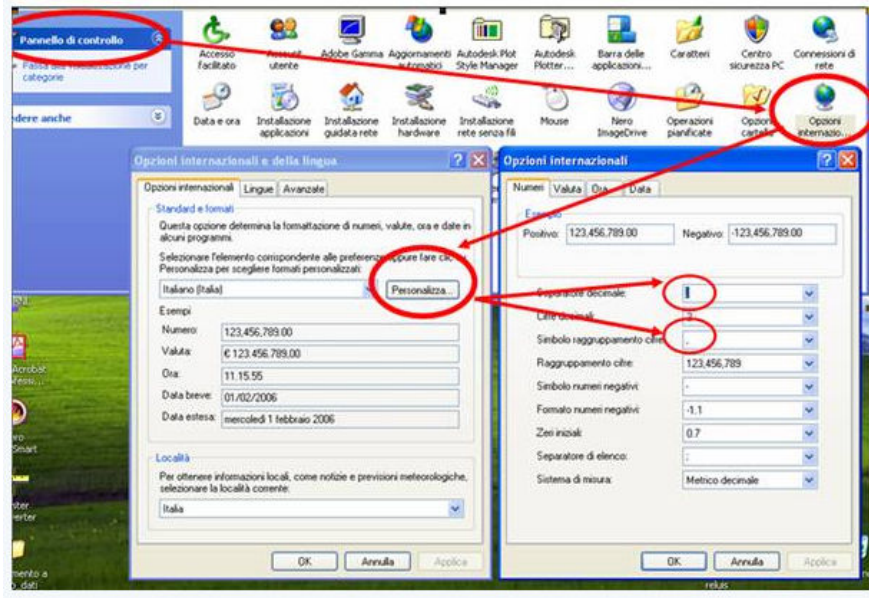 Pannello di controllo
Passa alla visualizzazione per
categorie
edere anche
Accesso
facilitato
Account
utente
Adobe Gamma
Aggiornamenti
automatici
Autodesk Plot
Style Manager
Autodesk
Plotter...
Barra delle
applicazioni...
Caratteri
Centro
sicurezza PC
Connessioni di
rete
Data e ora
Installazione
applicazioni
Installazione
guidata rete
Installazione
hardware
Installazione
rete senza fili
Mouse
Nero
ImageDrive
Operazioni
pianificate
Opzioni
cartella
Opzioni
internazio...
Opzioni internazionali e della lingua
Opzioni internazionali Lingue Avanzate
Standard e formati
Questa opzione determina la formattazione di numeri, valute, ora e date in
alcuni programmi.
Selezionare l'elemento corrispondente alle preferenze oppure fare clic su
Personalizza per scegliere formati personalizzati:
Italiano (Italia)
Personalizza...
Esempi
Numero: 123,456,789.00
Valuta: € 123.456.789,00
Ora: 11.15.55
Data breve: 01/02/2006
Data estesa: mercoledì 1 febbraio 2006
Località
Per ottenere informazioni locali, come notizie e previsioni meteorologiche,
selezionare la località corrente:
Italia
OK Annulla Applica
Opzioni internazionali
Numeri Valuta Ora Data
Esempio
Positivo: 123,456,789.00 Negativo: -123,456,789.00
Separatore decimale:
Cifre decimali: 2
Simbolo raggruppamento cifre: ,
Raggruppamento cifre: 123,456,789
Simbolo numeri negativi: -
Formato numeri negativi: -1.1
Zeri iniziali: 0.7
Separatore di elenco: ;
Sistema di misura: Metrico decimale
OK Annulla Applica
Acrobat
Smart
verter
mento a
o_dati
reluis